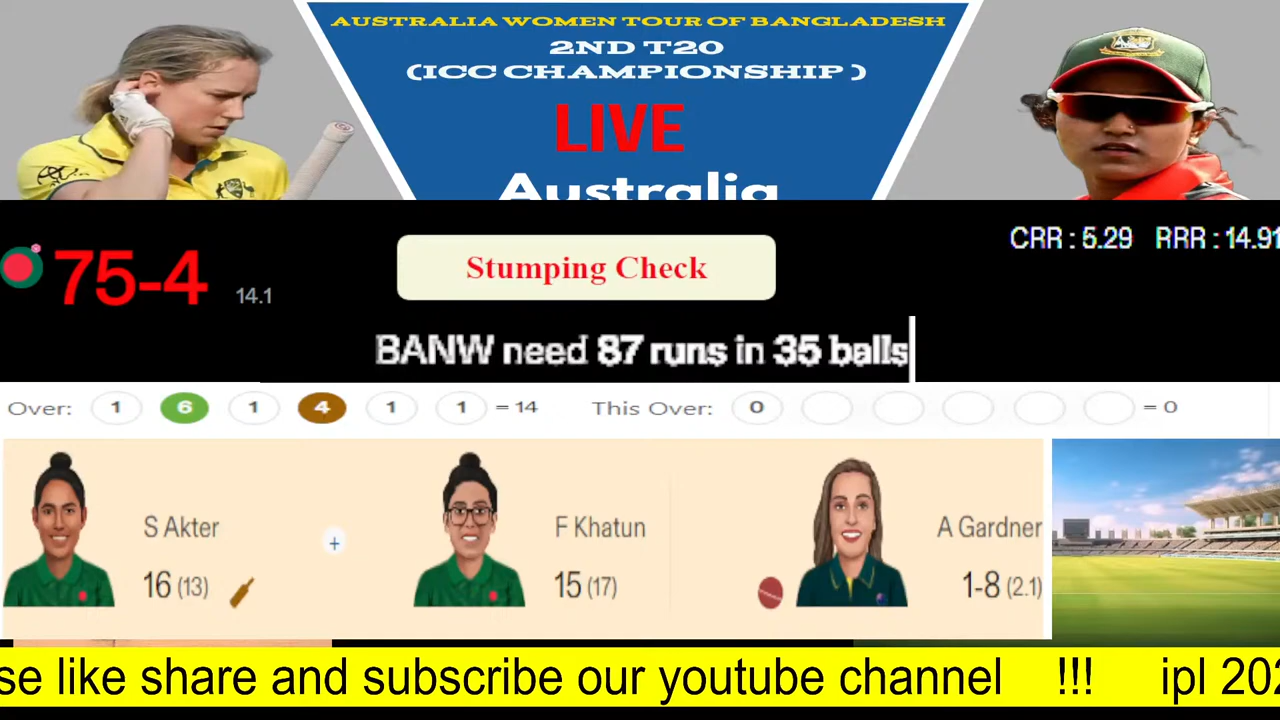 AUSTRALIA WOMEN TOUR OF BANGLADESH
2ND T20
(ICC CHAMPIONSHIP )
LIVE
Australia
CRR : 5.29 RRR : 14.91
75-4 14.1
Stumping Check
BANW need 87 runs in 35 balls
Over: 1 6 1 4 1 1 = 14 This Over: 0 = 0
S Akter F Khatun A Gardner
16 (13) 15 (17) 1-8 (2.1)
se like share and subscribe our youtube channel !!! ipl 202